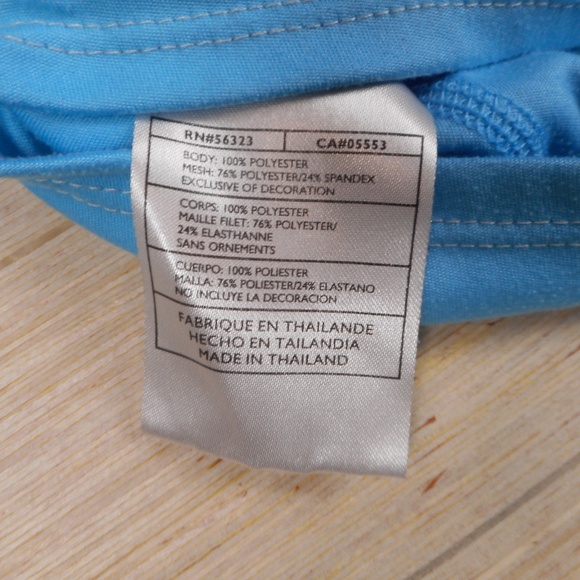 RN#56323 CA#05553
BODY: 100% POLYESTER
MESH: 76% POLYESTER/24% SPANDEX
EXCLUSIVE OF DECORATION
CORPS: 100% POLYESTER
MAILLE FILET: 76% POLYESTER/
24% ELASTHANNE
SANS ORNEMENTS
CUERPO: 100% POLIESTER
MALLA: 76% POLIESTER/24% ELASTANO
NO INCLUYE LA DECORACION
FABRIQUE EN THAILANDE
HECHO EN TAILANDIA
MADE IN THAILAND